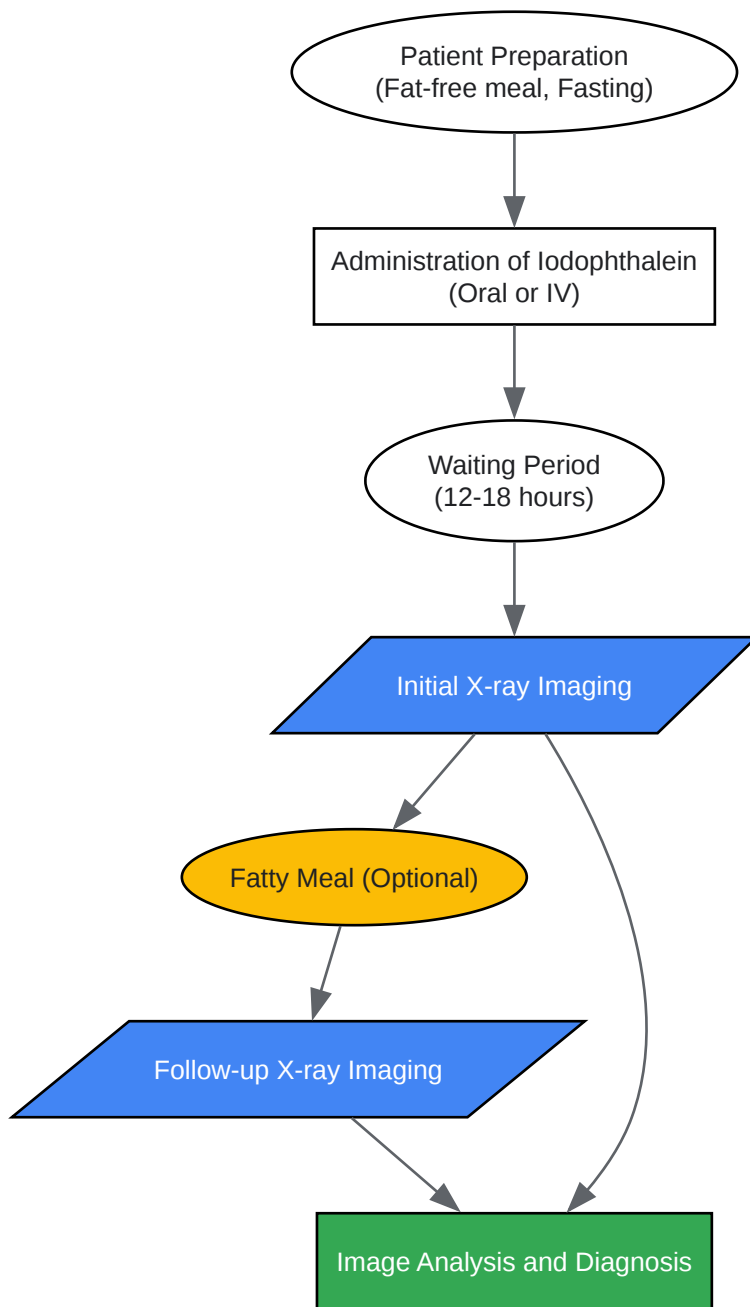 Patient Preparation
(Fat-free meal, Fasting)
Administration of Iodophthalein
(Oral or IV)
Waiting Period
(12-18 hours)
Initial X-ray Imaging
Fatty Meal (Optional)
Follow-up X-ray Imaging
Image Analysis and Diagnosis